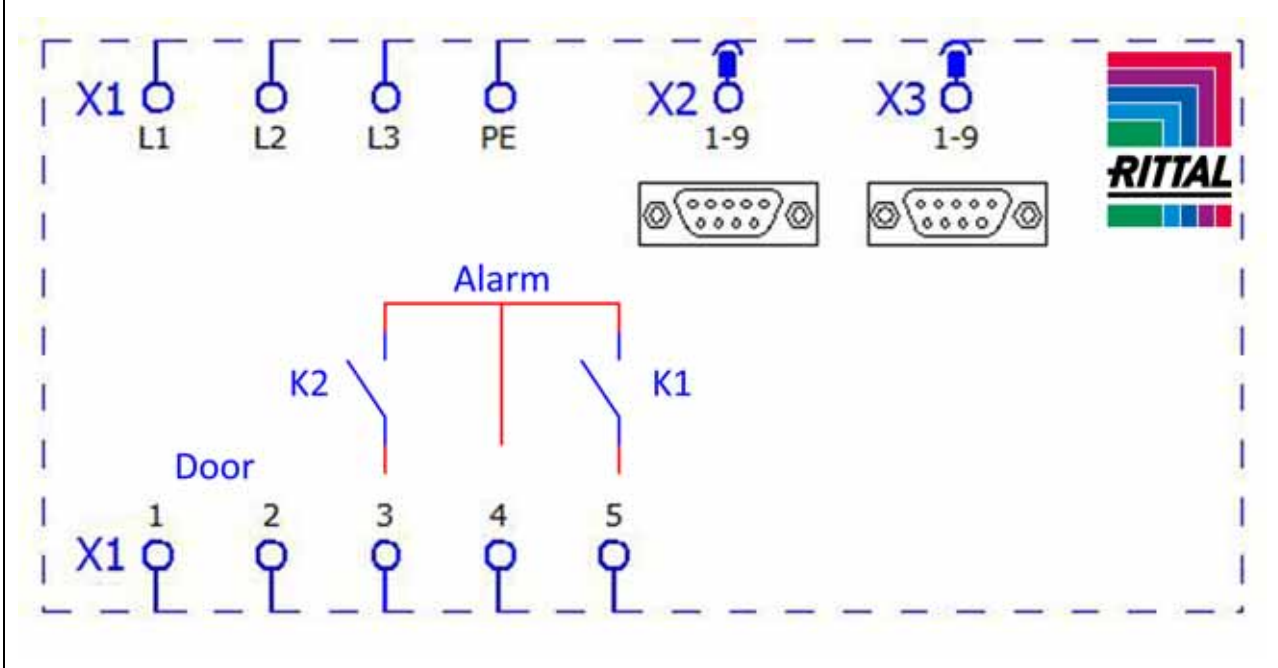 X1 X2 X3
L1 L2 L3 PE 1-9 1-9
RITTAL
Alarm
K2 K1
Door
1 2 3 4 5
X1